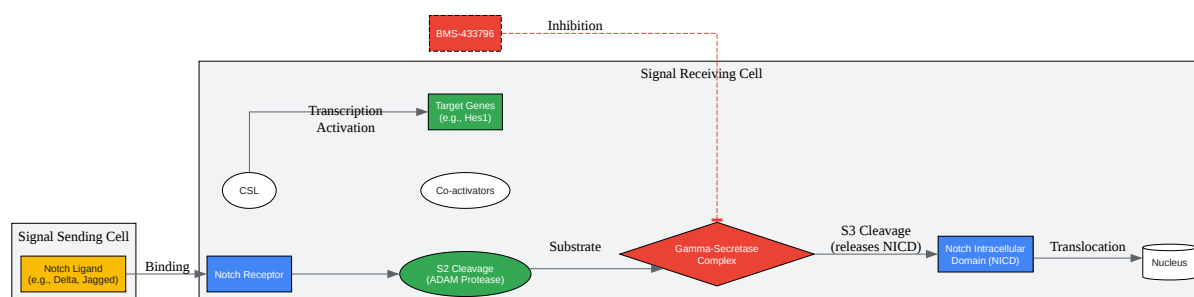 BMS-433796
Inhibition
Signal Receiving Cell
Target Genes
(e.g., Hes1)
Transcription
Activation
CSL
Co-activators
Signal Sending Cell
Notch Ligand
(e.g., Delta, Jagged)
Binding
Notch Receptor
S2 Cleavage
(ADAM Protease)
Substrate
Gamma-Secretase
Complex
S3 Cleavage
(releases NICD)
Notch Intracellular
Domain (NICD)
Translocation
Nucleus